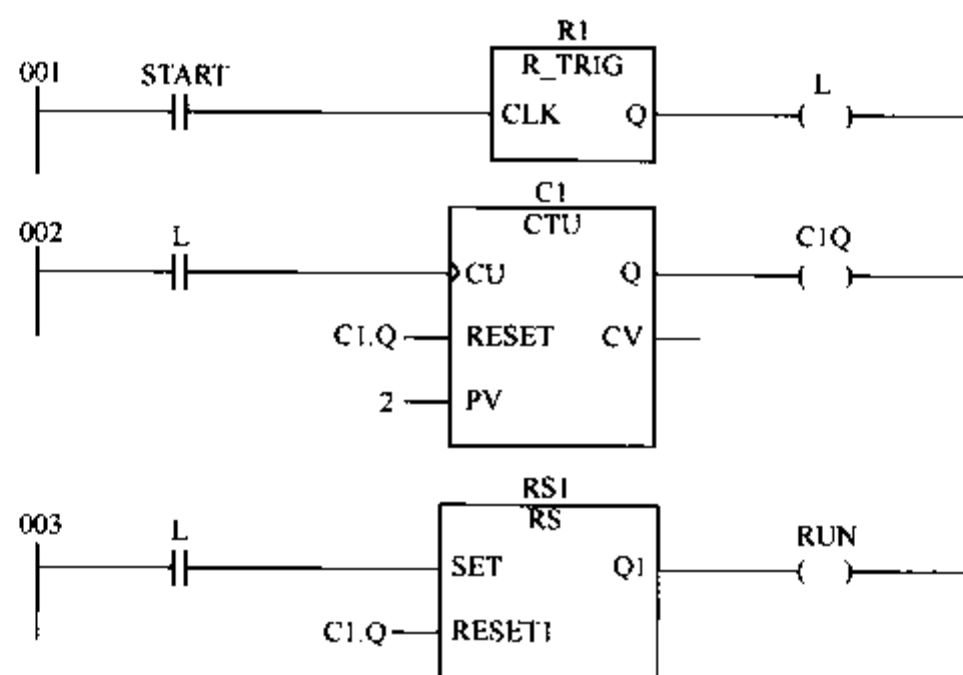 R1
001 START R_TRIG L
CLK Q
C1
002 L CTU C1Q
CU Q
C1.Q RESET CV
2 PV
RS1
003 L RS RUN
SET Q1
C1.Q RESET1